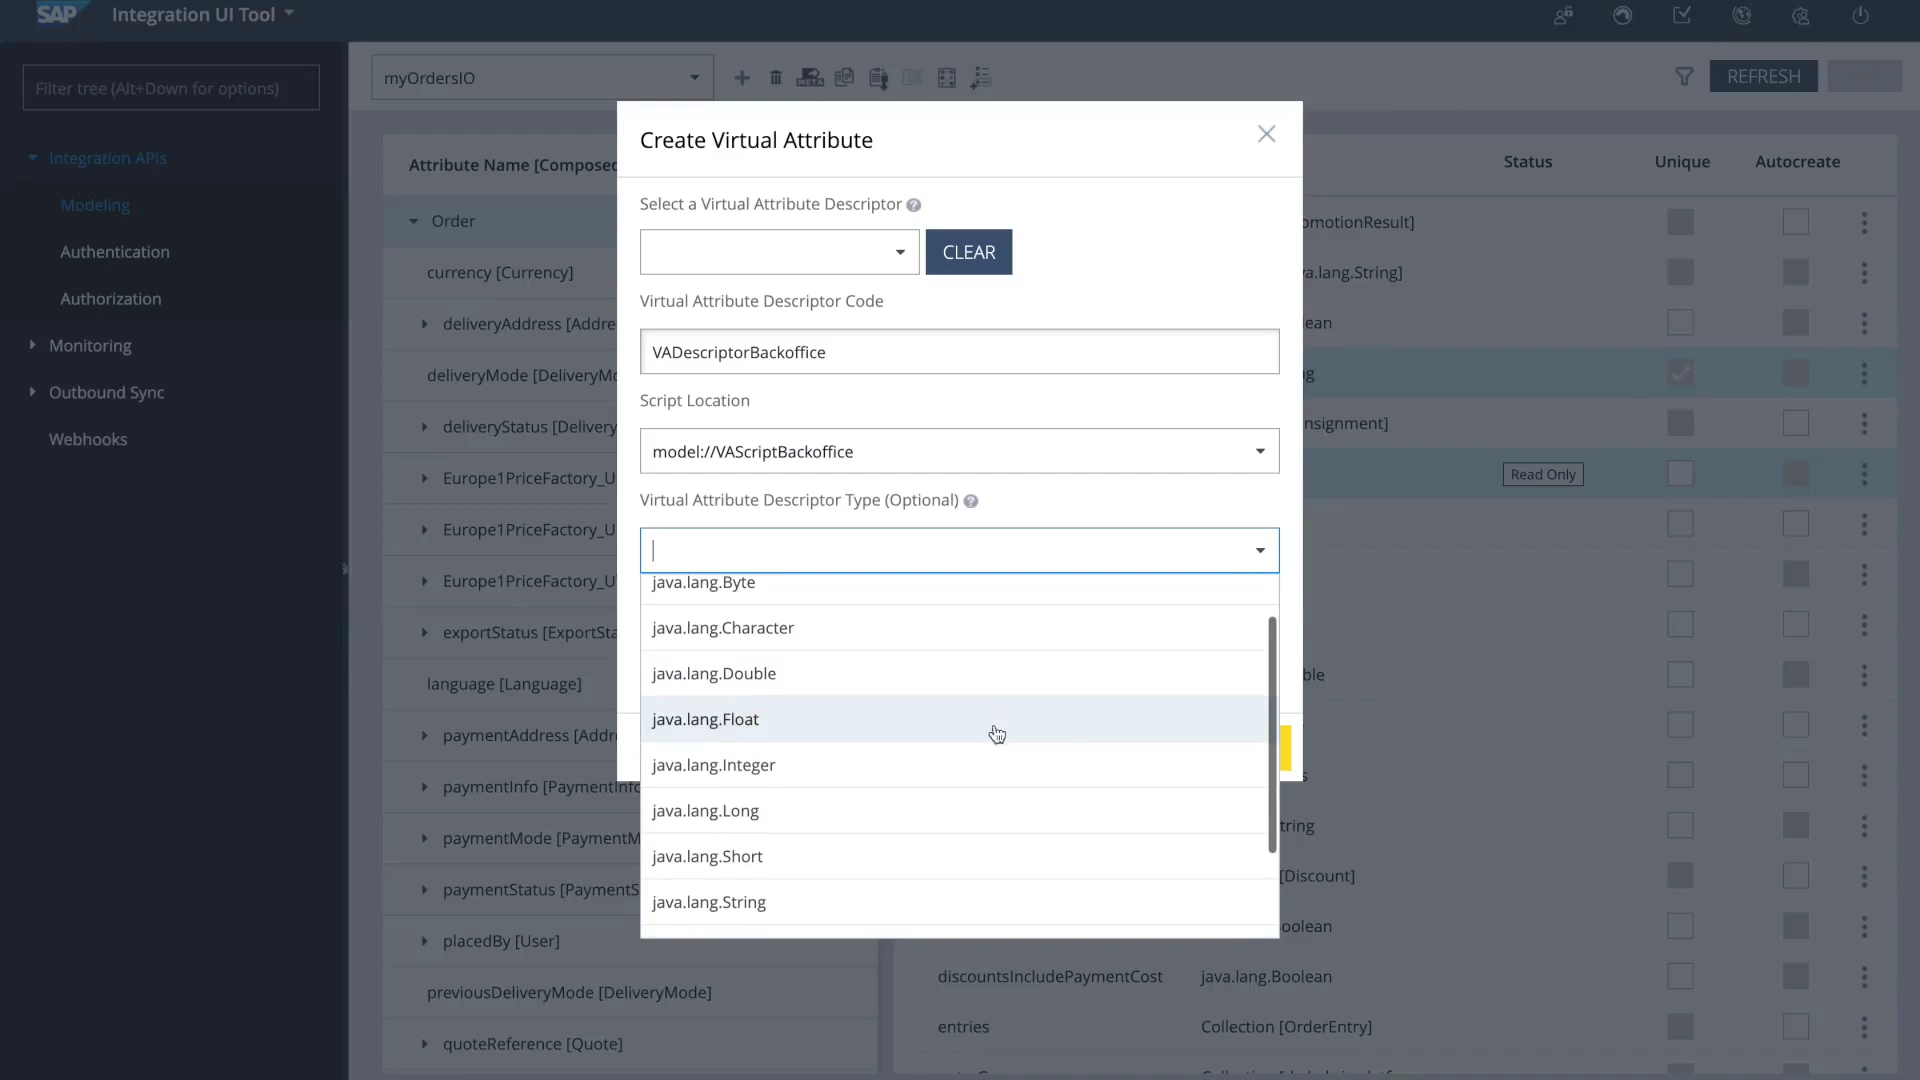 SAP
Integration UI Tool
Filter tree (Alt+Down for options)
Integration APIs
Modeling
Authentication
Authorization
Monitoring
Outbound Sync
Webhooks
myOrdersIO
META
REFRESH
Attribute Name [Composed
Order
currency [Currency]
deliveryAddress [Addre
deliveryMode [DeliveryMo
deliveryStatus [Delivery
Europe1PriceFactory_U
Europe1PriceFactory_U
Europe1PriceFactory_U
exportStatus [ExportSta
language [Language]
paymentAddress [Addr
paymentInfo [PaymentInfo
paymentMode [PaymentM
paymentStatus [PaymentS
placedBy [User]
previousDeliveryMode [DeliveryMode]
quoteReference [Quote]
Create Virtual Attribute
Select a Virtual Attribute Descriptor
CLEAR
Virtual Attribute Descriptor Code
VADescriptorBackoffice
Script Location
model://VAScriptBackoffice
Virtual Attribute Descriptor Type (Optional)
java.lang.Byte
java.lang.Character
java.lang.Double
java.lang.Float
java.lang.Integer
java.lang.Long
java.lang.Short
java.lang.String
Status
Unique
Autocreate
omotionResult]
va.lang.String]
ean
ng
nsignment]
Read Only
ble
s
tring
[Discount]
oolean
discountsIncludePaymentCost
java.lang.Boolean
entries
Collection [OrderEntry]